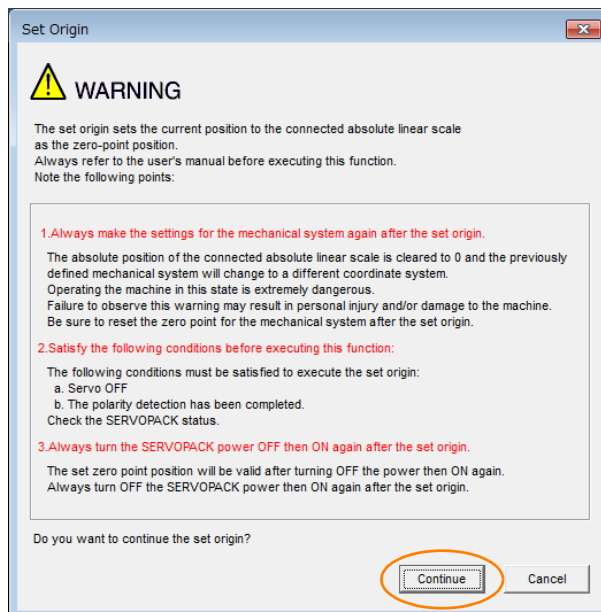 Set Origin
WARNING
The set origin sets the current position to the connected absolute linear scale
as the zero-point position.
Always refer to the user's manual before executing this function.
Note the following points:
1.Always make the settings for the mechanical system again after the set origin.
The absolute position of the connected absolute linear scale is cleared to 0 and the previously
defined mechanical system will change to a different coordinate system.
Operating the machine in this state is extremely dangerous.
Failure to observe this warning may result in personal injury and/or damage to the machine.
Be sure to reset the zero point for the mechanical system after the set origin.
2.Satisfy the following conditions before executing this function:
The following conditions must be satisfied to execute the set origin:
a. Servo OFF
b. The polarity detection has been completed.
Check the SERVOPACK status.
3.Always turn the SERVOPACK power OFF then ON again after the set origin.
The set zero point position will be valid after turning OFF the power then ON again.
Always turn OFF the SERVOPACK power then ON again after the set origin.
Do you want to continue the set origin?
Continue
Cancel